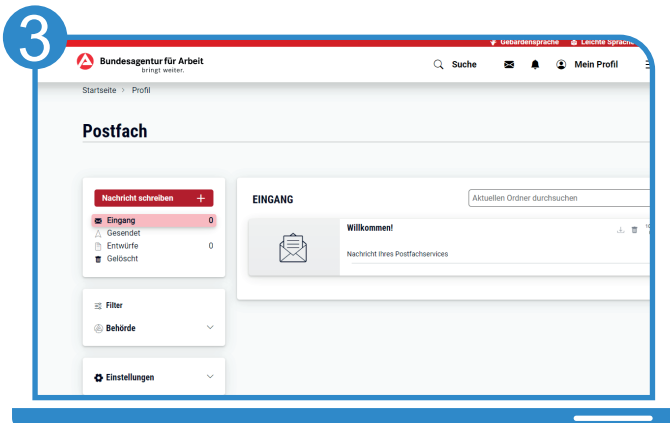 3
Gebärdensprache Leichte Sprache
Bundesagentur für Arbeit
bringt weiter.
Suche Mein Profil
Startseite > Profil
Postfach
Nachricht schreiben +
Eingang 0
Gesendet
Entwürfe 0
Gelöscht
Filter
Behörde
Einstellungen
EINGANG
Aktuellen Ordner durchsuchen
Willkommen!
Nachricht Ihres Postfachservices